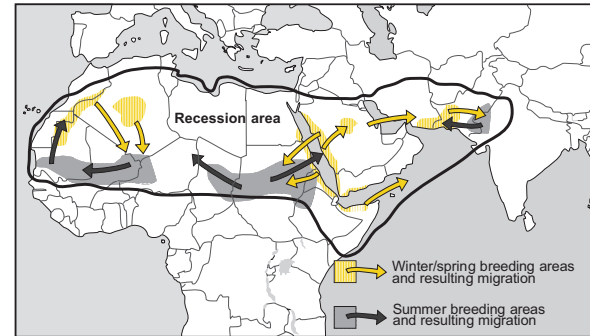 Recession area
Winter/spring breeding areas
and resulting migration
Summer breeding areas
and resulting migration